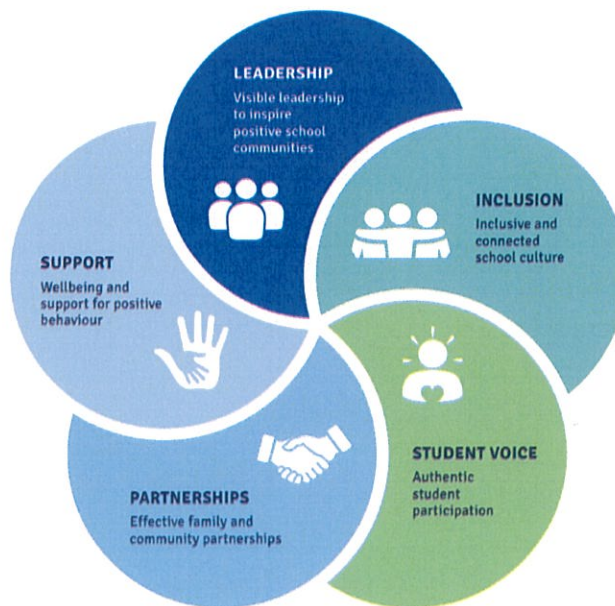 LEADERSHIP
Visible leadership
to inspire
positive school
communities
INCLUSION
Inclusive and
connected
school culture
STUDENT VOICE
Authentic
student
participation
PARTNERSHIPS
Effective family and
community partnerships
SUPPORT
Wellbeing and
support for positive
behaviour